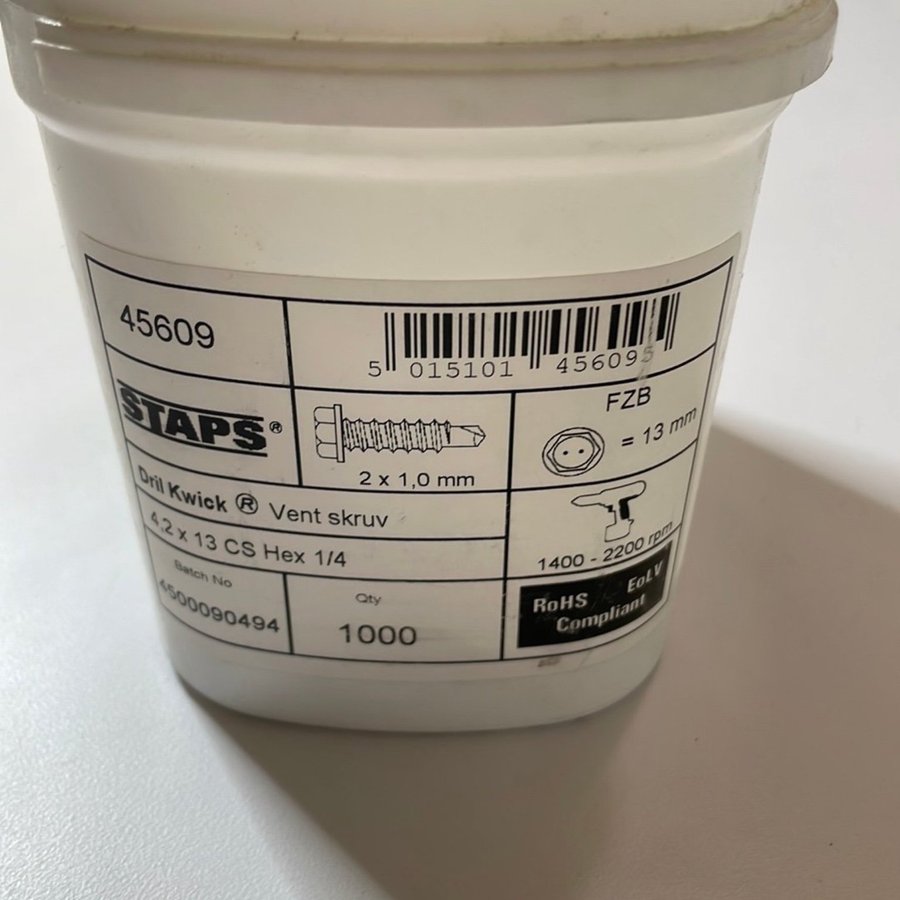 45609
5 015101 456095
STAPS®
2 x 1,0 mm
FZB
= 13 mm
Dril Kwick ® Vent skruv
4,2 x 13 CS Hex 1/4
1400 - 2200 rpm
Batch No
4500090494
Qty
1000
RoHS EoLV
Compliant